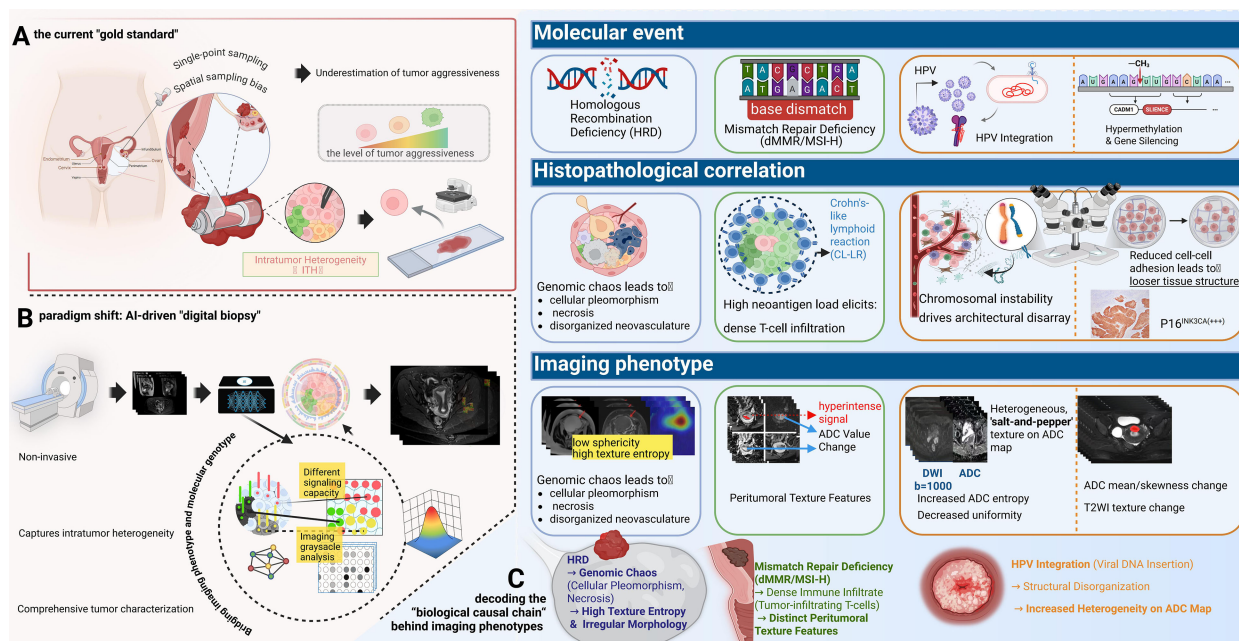 A the current "gold standard"
Single-point sampling
Spatial sampling bias
Underestimation of tumor aggressiveness
the level of tumor aggressiveness
Endometrium
Uterus
Cervix
Vagina
Infundibulum
Ovary
Perimetrium
Intratumor Heterogeneity
ITH
B paradigm shift: AI-driven "digital biopsy"
Non-invasive
Captures intratumor heterogeneity
Comprehensive tumor characterization
Bridging imaging phenotype and molecular genotype
Different
signaling
capacity
Imaging
graysacle
analysis
Molecular event
Homologous
Recombination
Deficiency (HRD)
T A C G C T G A
A T G A G A C T
base dismatch
Mismatch Repair Deficiency
(dMMR/MSI-H)
HPV
HPV Integration
—CH₃
A U G A A G U U G G C U A A ...
CADM1 SLIENCE ...
Hypermethylation
& Gene Silencing
Histopathological correlation
Genomic chaos leads to
• cellular pleomorphism
• necrosis
• disorganized neovasculature
Crohn's-
like
lymphoid
reaction
(CL-LR)
High neoantigen load elicits:
dense T-cell infiltration
Chromosomal instability
drives architectural disarray
Reduced cell-cell
adhesion leads to
looser tissue structure
P16INK3CA(+++)
Imaging phenotype
low sphericity
high texture entropy
Genomic chaos leads to
• cellular pleomorphism
• necrosis
• disorganized neovasculature
hyperintense
signal
ADC Value
Change
Peritumoral Texture Features
Heterogeneous,
'salt-and-pepper'
texture on ADC
map
DWI ADC
b=1000
Increased ADC entropy
Decreased uniformity
ADC mean/skewness change
T2WI texture change
C
decoding the
"biological causal chain"
behind imaging phenotypes
HRD
→ Genomic Chaos
(Cellular Pleomorphism,
Necrosis)
→ High Texture Entropy
& Irregular Morphology
Mismatch Repair Deficiency
(dMMR/MSI-H)
→ Dense Immune Infiltrate
(Tumor-infiltrating T-cells)
→ Distinct Peritumoral
Texture Features
HPV Integration (Viral DNA Insertion)
→ Structural Disorganization
→ Increased Heterogeneity on ADC Map